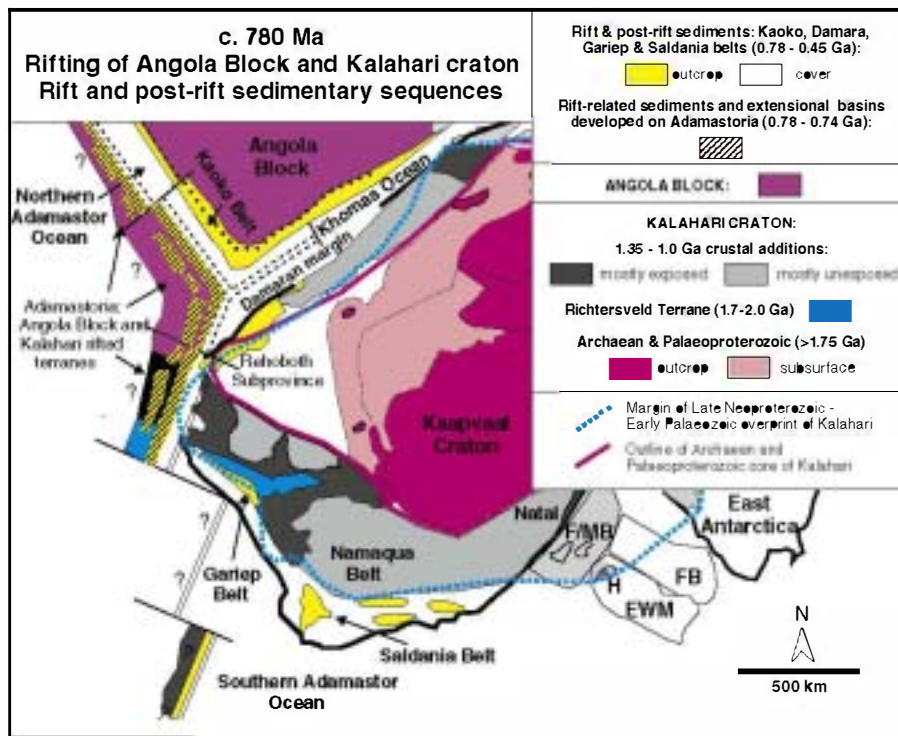 c. 780 Ma
Rifting of Angola Block and Kalahari craton
Rift and post-rift sedimentary sequences
Rift & post-rift sediments: Kaoko, Damara,
Gariep & Saldania belts (0.78 - 0.45 Ga):
outcrop
cover
Rift-related sediments and extensional basins
developed on Adamastoria (0.78 - 0.74 Ga):
ANGOLA BLOCK:
KALAHARI CRATON:
1.35 - 1.0 Ga crustal additions:
mostly exposed
mostly unexposed
Richtersveld Terrane (1.7-2.0 Ga)
Archaean & Palaeoproterozoic (>1.75 Ga)
outcrop
subsurface
Margin of Late Neoproterozoic -
Early Palaeozoic overprint of Kalahari
Outline of Archaean and
Palaeoproterozoic core of Kalahari
Angola
Block
?
Kaoko Belt
Khomas Ocean
Northern
Adamastor
Ocean
Damaran margin
?
Adamastoria:
Angola Block and
Kalahari rifted
terranes
Rehoboth
Subprovince
?
Kaapvaal
Craton
?
Natal
F/MB
East
Antarctica
Namaqua
Belt
?
Gariep
Belt
H
FB
EWM
N
?
Saldania Belt
Southern Adamastor
Ocean
500 km